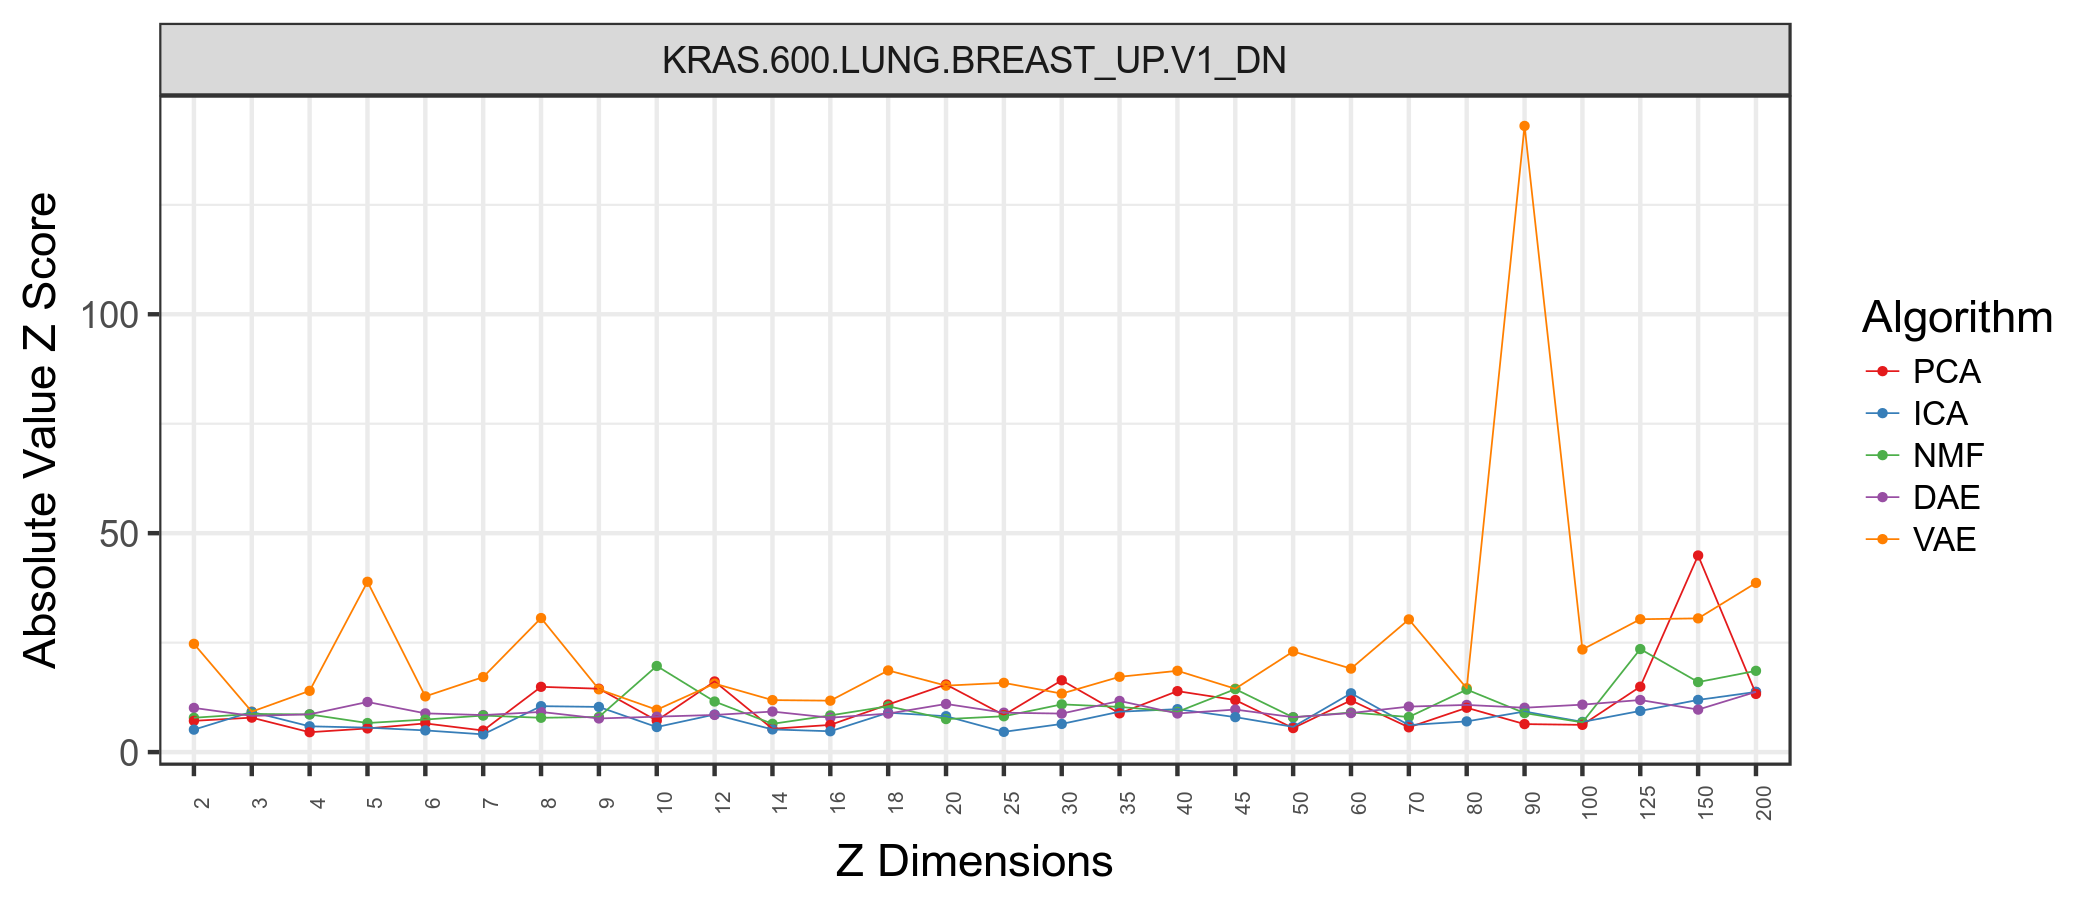 KRAS.600.LUNG.BREAST_UP.V1_DN
Absolute Value Z Score
100
50
0
2 3 4 5 6 7 8 9 10 12 14 16 18 20 25 30 35 40 45 50 60 70 80 90 100 125 150 200
Z Dimensions
Algorithm
PCA
ICA
NMF
DAE
VAE